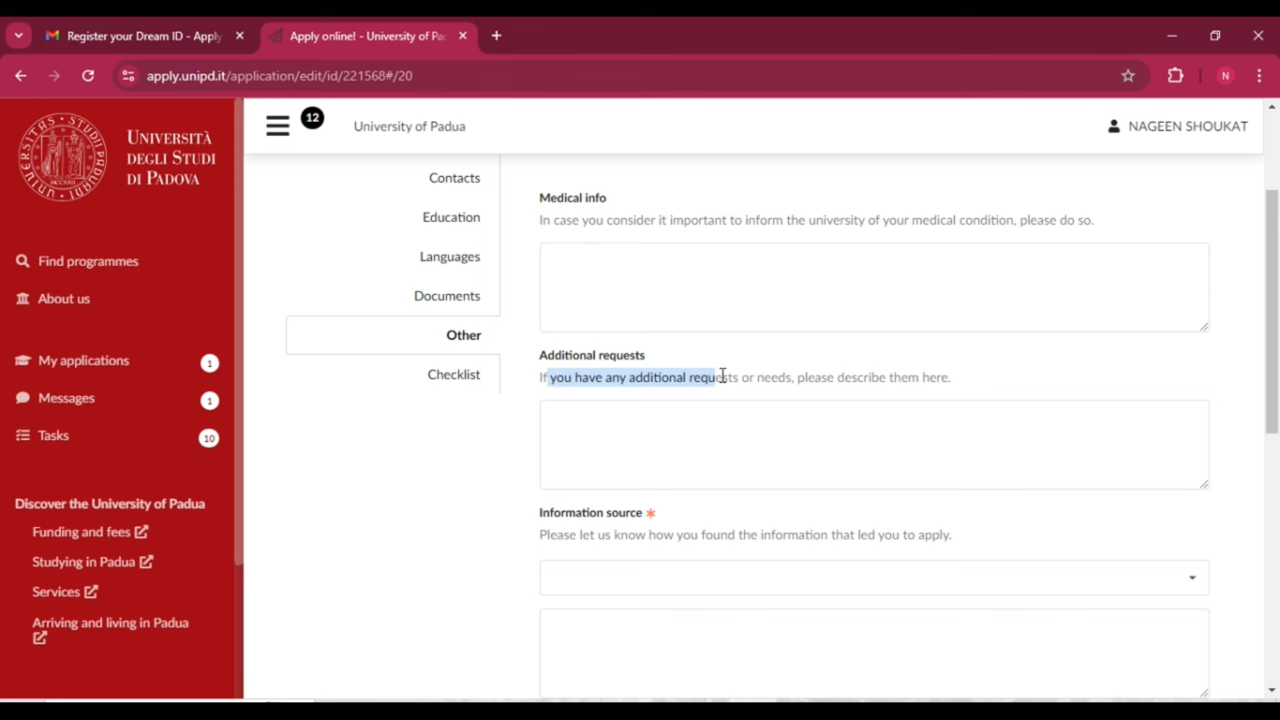 Register your Dream ID - Apply
Apply online! - University of Pa
apply.unipd.it/application/edit/id/221568#/20
N
UNIVERSITÀ
DEGLI STUDI
DI PADOVA
12
University of Padua
NAGEEN SHOUKAT
Find programmes
About us
My applications 1
Messages 1
Tasks 10
Discover the University of Padua
Funding and fees
Studying in Padua
Services
Arriving and living in Padua
Contacts
Education
Languages
Documents
Other
Checklist
Medical info
In case you consider it important to inform the university of your medical condition, please do so.
Additional requests
If you have any additional requests or needs, please describe them here.
Information source *
Please let us know how you found the information that led you to apply.